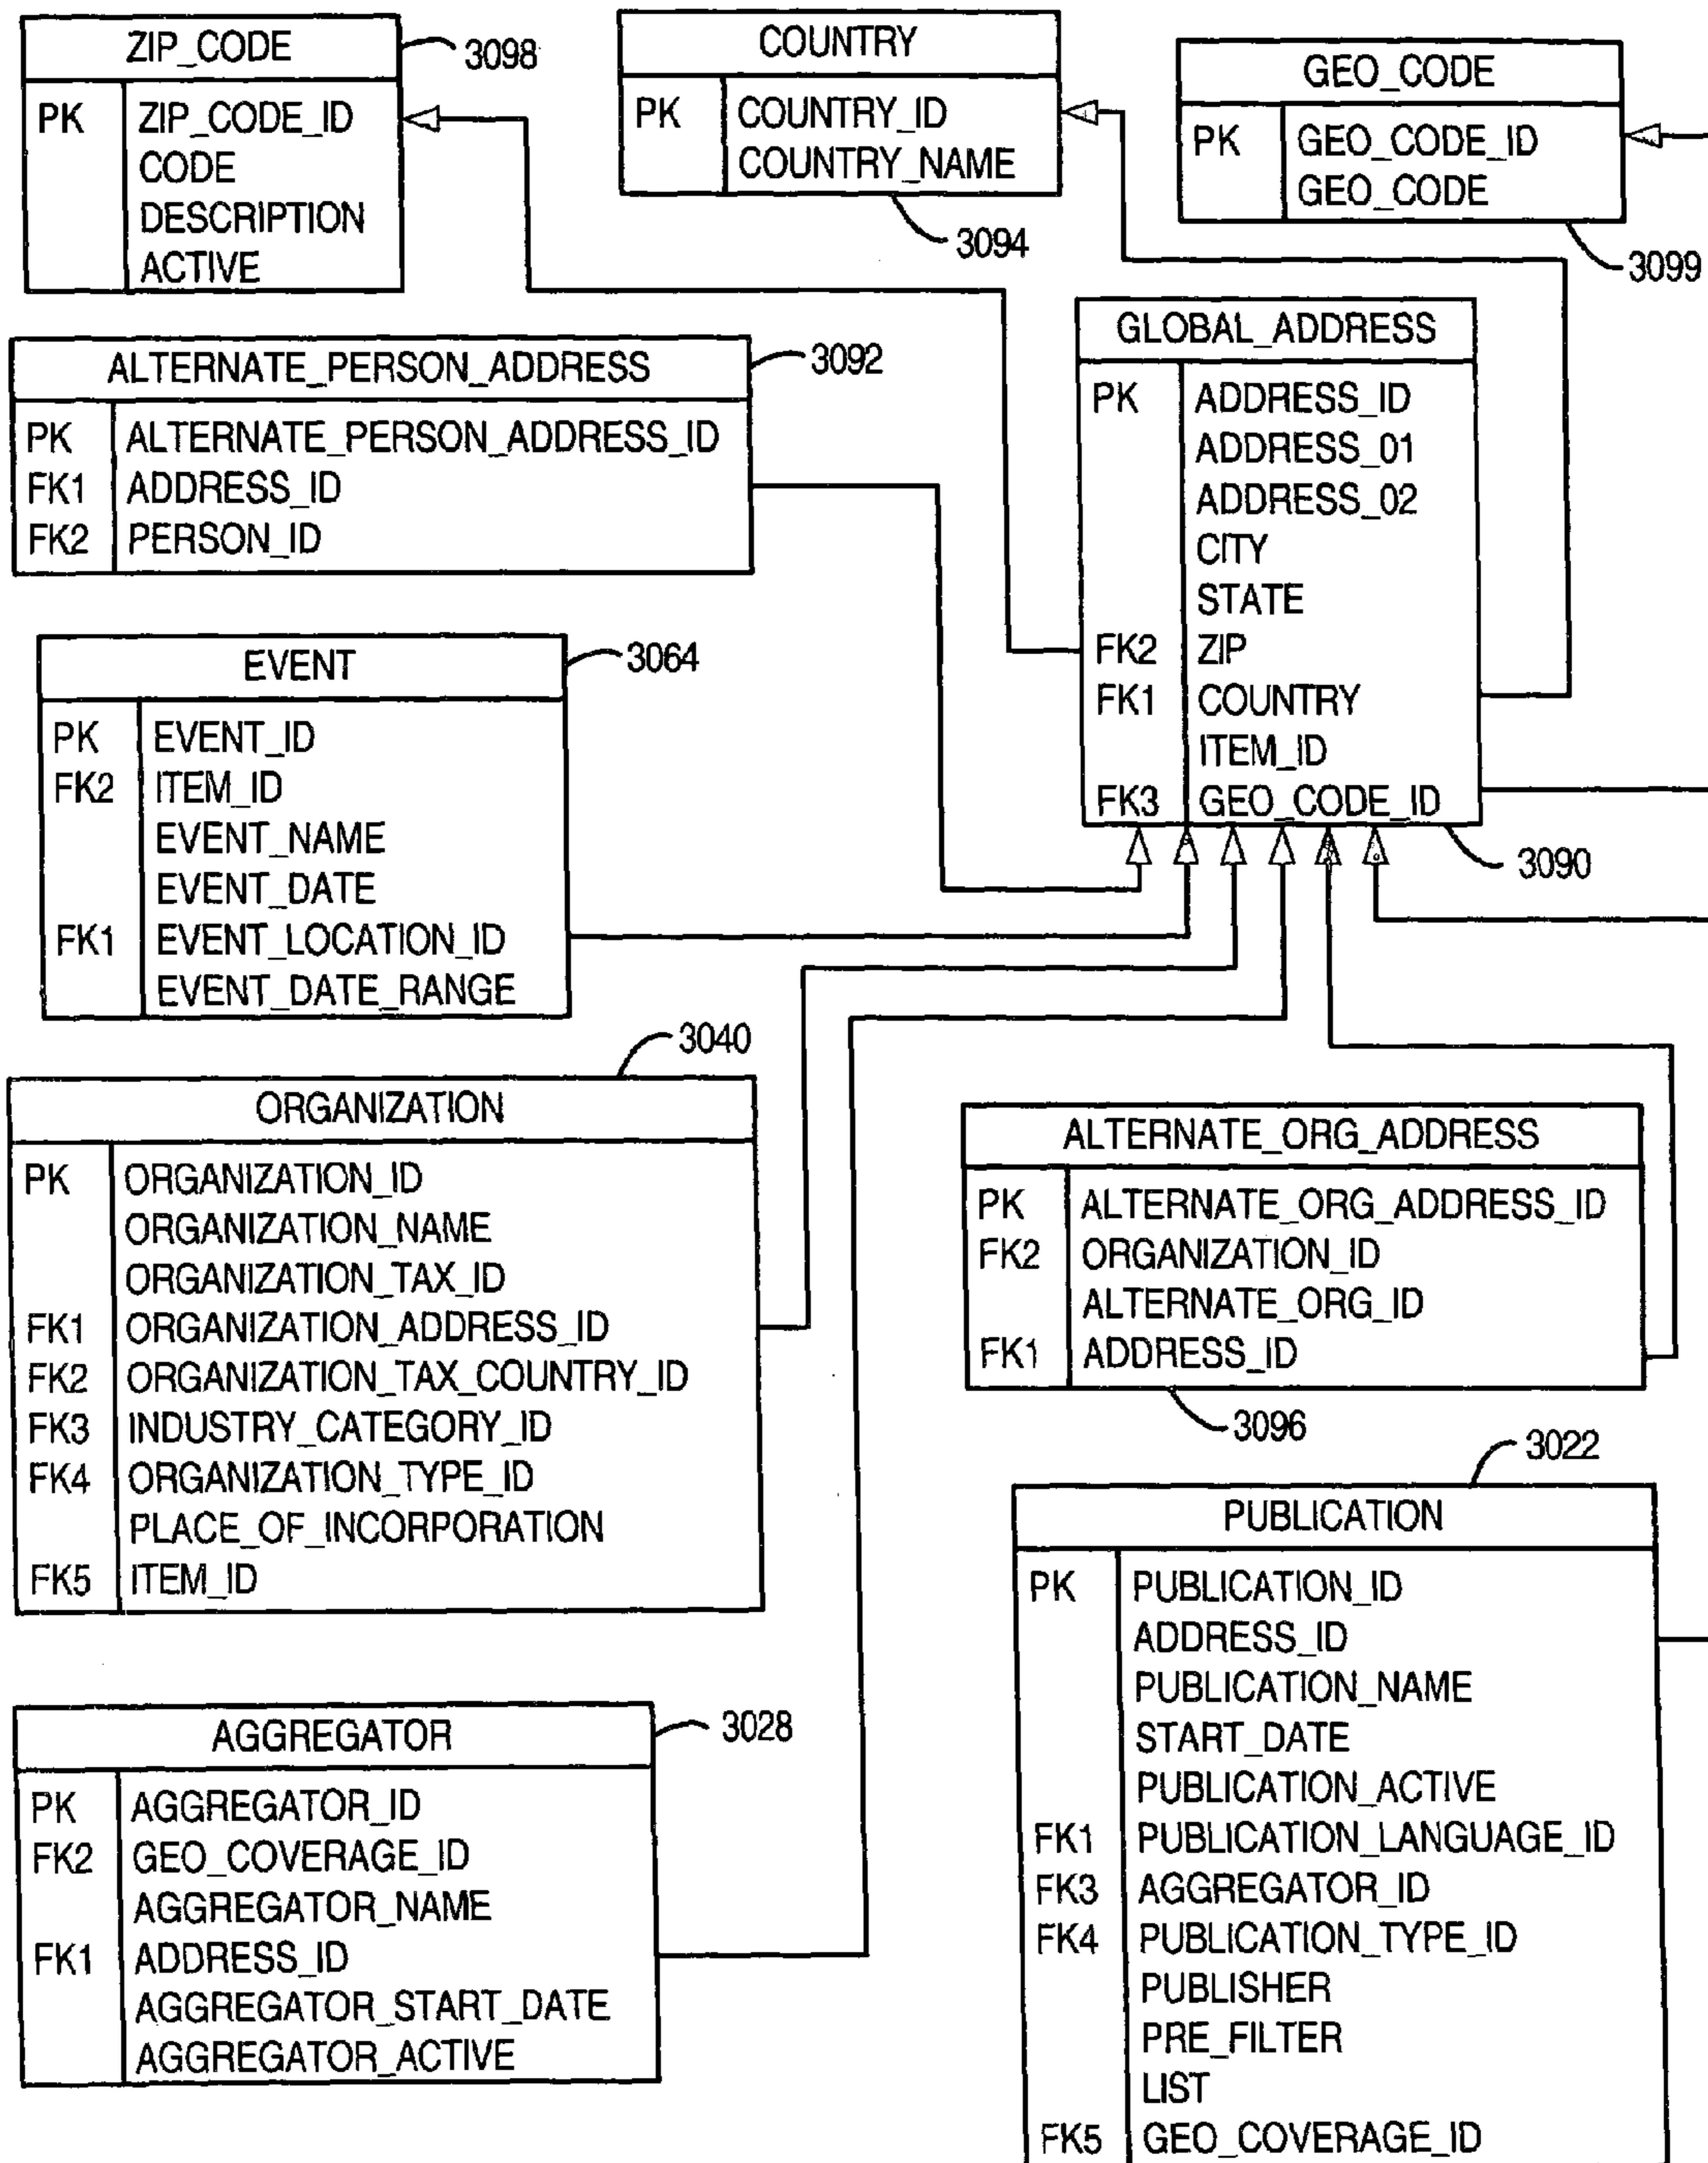 ZIP_CODE
3098
PK ZIP_CODE_ID
CODE
DESCRIPTION
ACTIVE
COUNTRY
PK COUNTRY_ID
COUNTRY_NAME
3094
GEO_CODE
PK GEO_CODE_ID
GEO_CODE
3099
ALTERNATE_PERSON_ADDRESS
3092
PK ALTERNATE_PERSON_ADDRESS_ID
FK1 ADDRESS_ID
FK2 PERSON_ID
GLOBAL_ADDRESS
PK ADDRESS_ID
ADDRESS_01
ADDRESS_02
CITY
STATE
FK2 ZIP
FK1 COUNTRY
ITEM_ID
FK3 GEO_CODE_ID
3090
EVENT
3064
PK EVENT_ID
FK2 ITEM_ID
EVENT_NAME
EVENT_DATE
FK1 EVENT_LOCATION_ID
EVENT_DATE_RANGE
3040
ORGANIZATION
PK ORGANIZATION_ID
ORGANIZATION_NAME
ORGANIZATION_TAX_ID
FK1 ORGANIZATION_ADDRESS_ID
FK2 ORGANIZATION_TAX_COUNTRY_ID
FK3 INDUSTRY_CATEGORY_ID
FK4 ORGANIZATION_TYPE_ID
PLACE_OF_INCORPORATION
FK5 ITEM_ID
ALTERNATE_ORG_ADDRESS
PK ALTERNATE_ORG_ADDRESS_ID
FK2 ORGANIZATION_ID
ALTERNATE_ORG_ID
FK1 ADDRESS_ID
3096
3022
PUBLICATION
PK PUBLICATION_ID
ADDRESS_ID
PUBLICATION_NAME
START_DATE
PUBLICATION_ACTIVE
FK1 PUBLICATION_LANGUAGE_ID
FK3 AGGREGATOR_ID
FK4 PUBLICATION_TYPE_ID
PUBLISHER
PRE_FILTER
LIST
FK5 GEO_COVERAGE_ID
AGGREGATOR
3028
PK AGGREGATOR_ID
FK2 GEO_COVERAGE_ID
AGGREGATOR_NAME
FK1 ADDRESS_ID
AGGREGATOR_START_DATE
AGGREGATOR_ACTIVE